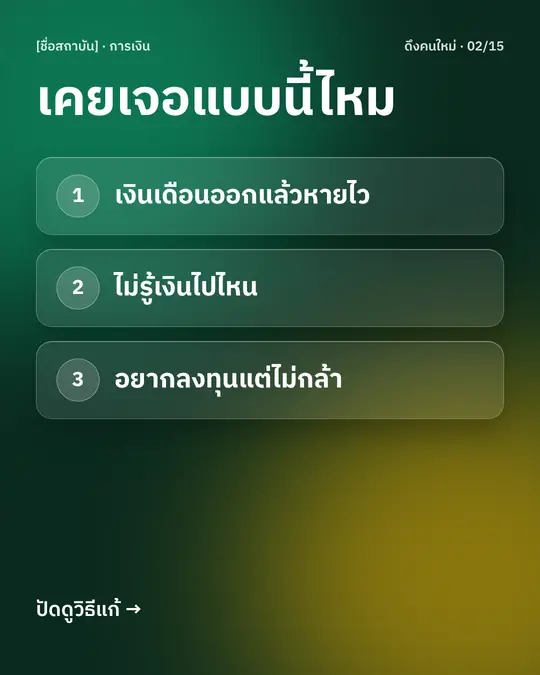 [ชื่อสถาบัน] · การเงิน
ดึงคนใหม่ · 02/15
เคยเจอแบบนี้ไหม
1 เงินเดือนออกแล้วหายไว
2 ไม่รู้เงินไปไหน
3 อยากลงทุนแต่ไม่กล้า
ปัดดูวิธีแก้ →